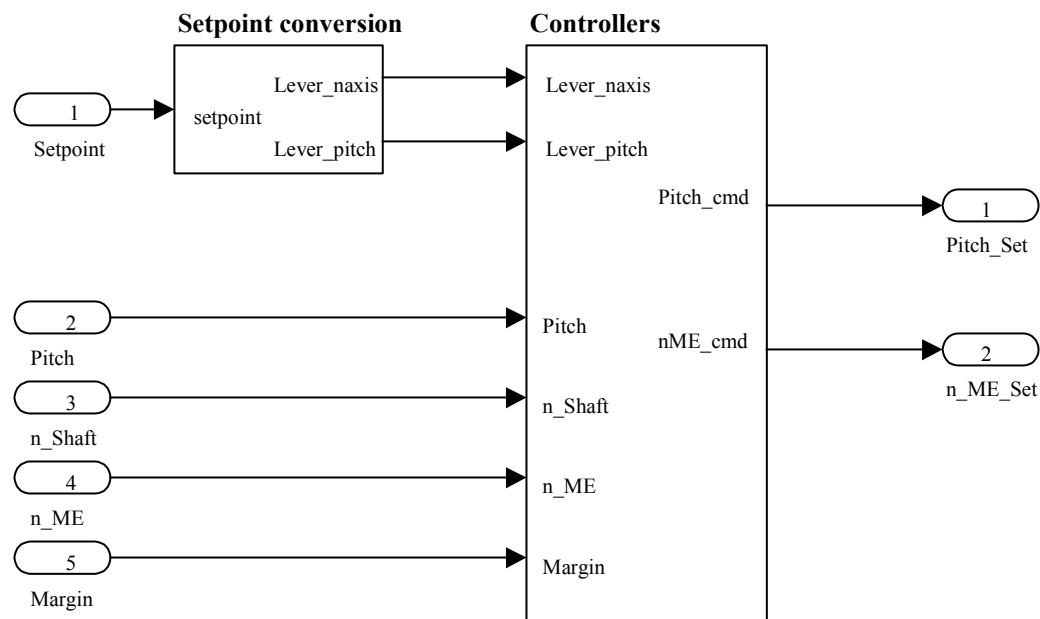 Setpoint conversion
Controllers
Lever_naxis
Lever_naxis
1
setpoint
Setpoint
Lever_pitch
Lever_pitch
Pitch_cmd
1
Pitch_Set
2
Pitch
Pitch
nME_cmd
2
n_ME_Set
3
n_Shaft
n_Shaft
4
n_ME
n_ME
5
Margin
Margin